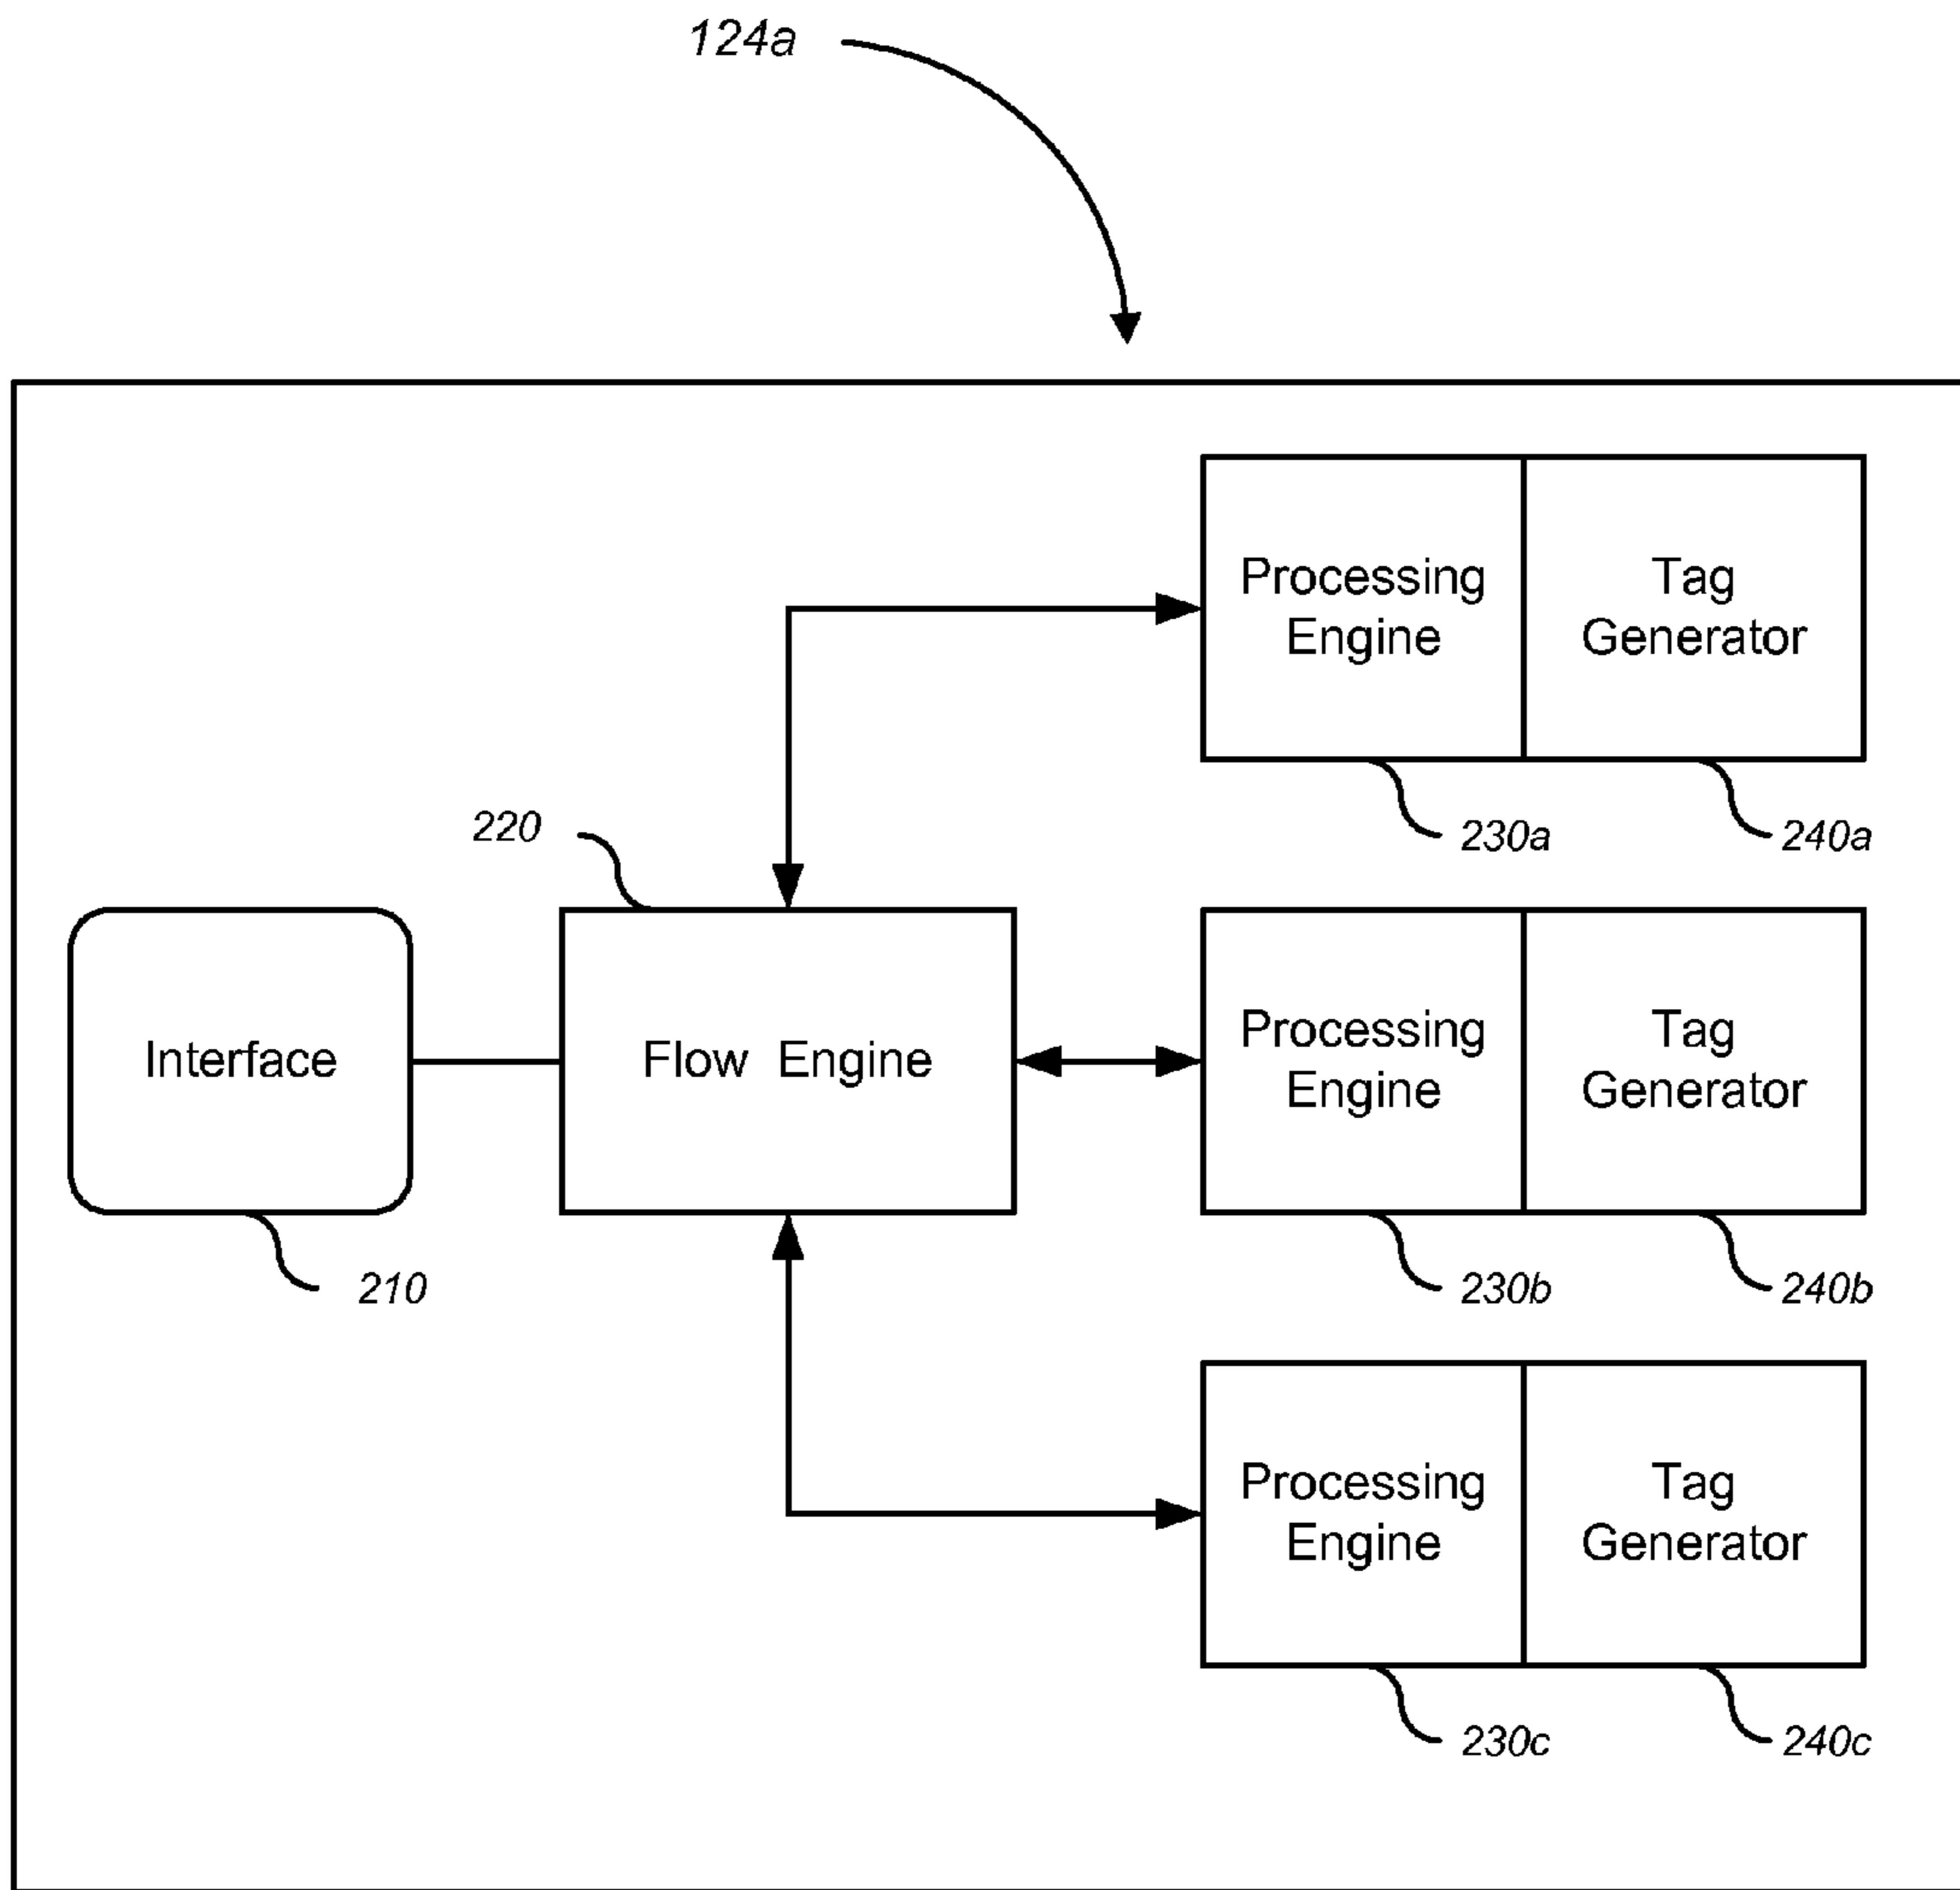 124a
Processing
Engine
Tag
Generator
230a
240a
220
Interface
Flow Engine
Processing
Engine
Tag
Generator
210
230b
240b
Processing
Engine
Tag
Generator
230c
240c